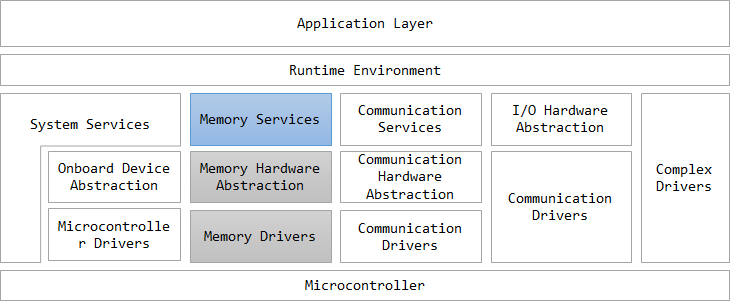 Application Layer
Runtime Environment
System Services
Memory Services
Communication
Services
I/O Hardware
Abstraction
Complex
Drivers
Onboard Device
Abstraction
Memory Hardware
Abstraction
Communication
Hardware
Abstraction
Communication
Drivers
Microcontrolle
r Drivers
Memory Drivers
Communication
Drivers
Microcontroller